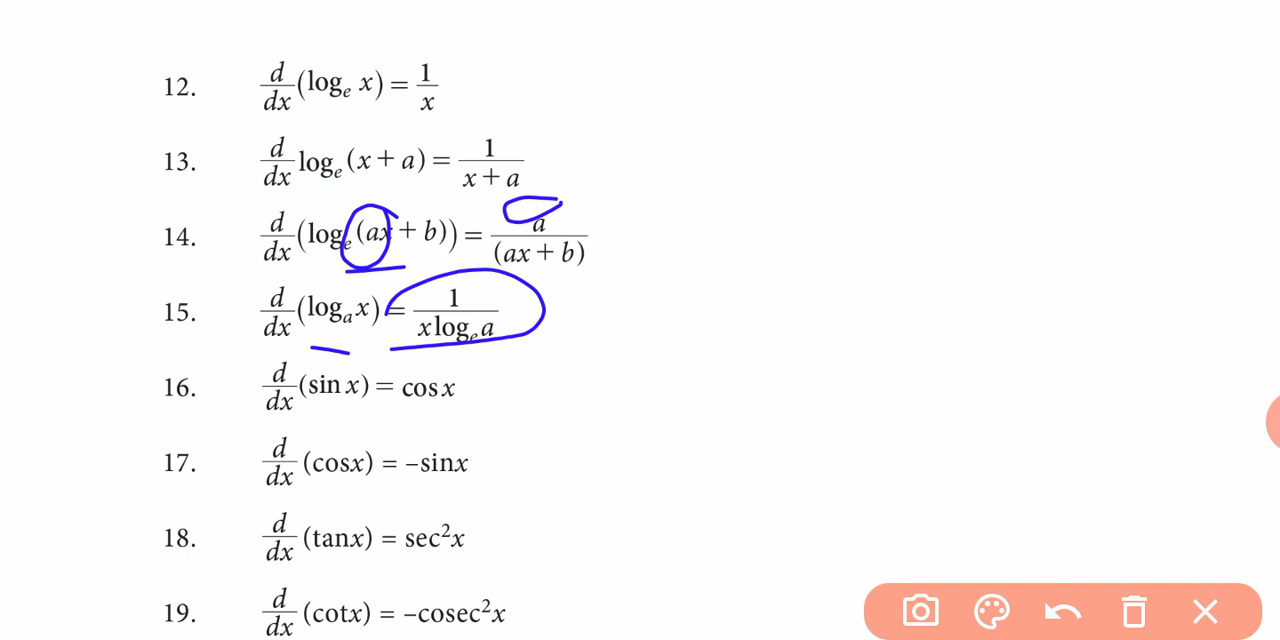 12. d/dx (logₑ x) = 1/x
13. d/dx logₑ (x + a) = 1/(x + a)
14. d/dx (logₑ (ax + b)) = a/(ax + b)
15. d/dx (logₐ x) = 1/(x logₑ a)
16. d/dx (sin x) = cos x
17. d/dx (cosx) = –sinx
18. d/dx (tanx) = sec²x
19. d/dx (cotx) = –cosec²x